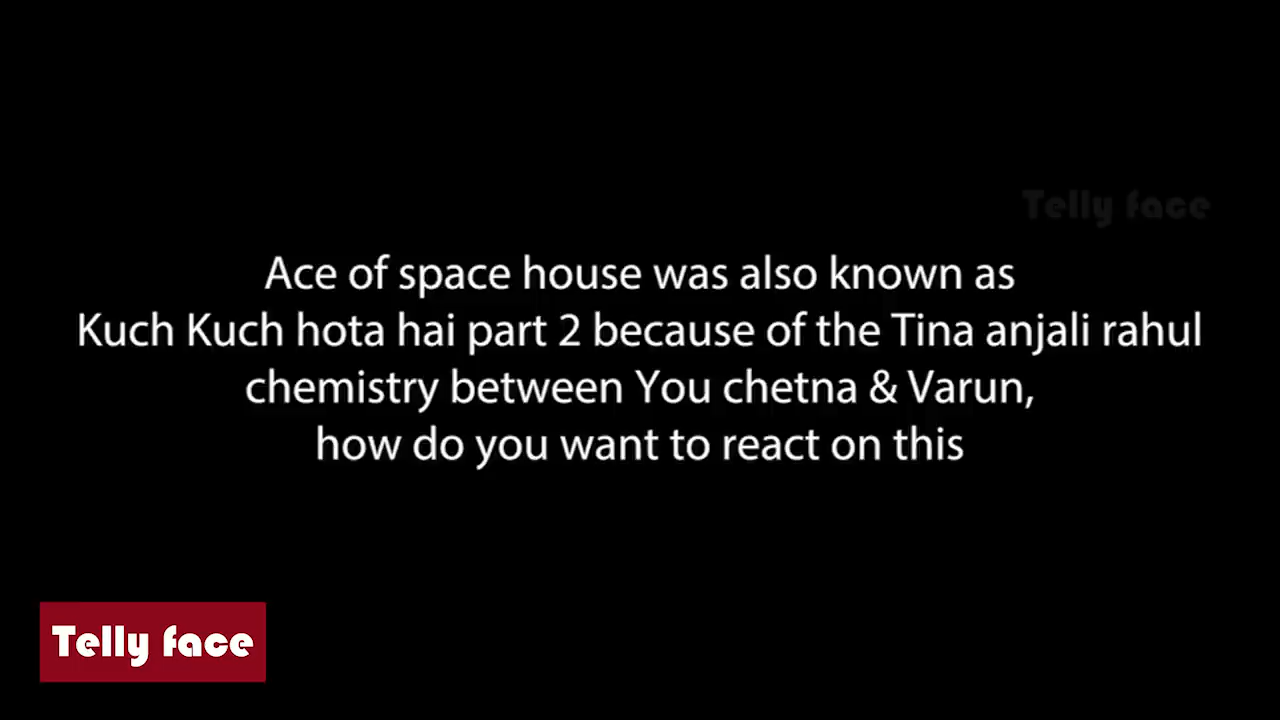 Telly face
Ace of space house was also known as
Kuch Kuch hota hai part 2 because of the Tina anjali rahul
chemistry between You chetna & Varun,
how do you want to react on this
Telly face